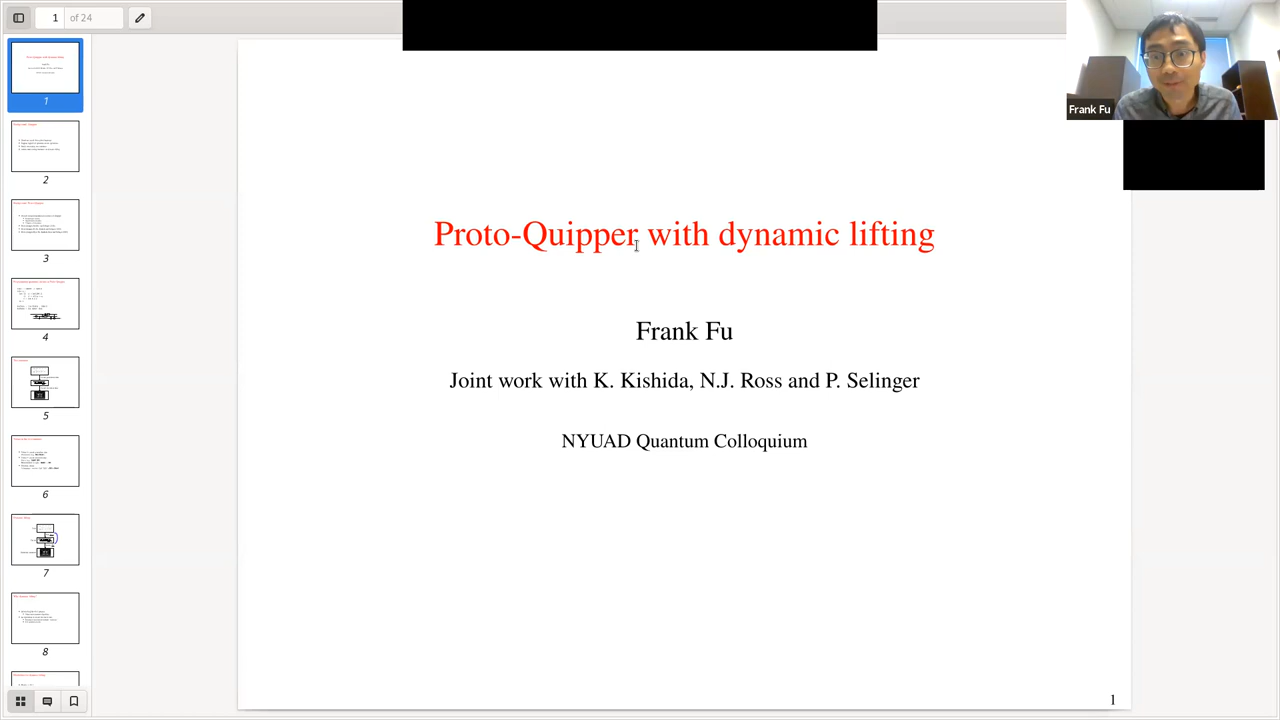 1 of 24
Frank Fu
Proto-Quipper with dynamic lifting
Frank Fu
Joint work with K. Kishida, N.J. Ross and P. Selinger
NYUAD Quantum Colloquium
1
1
2
3
4
5
6
7
8